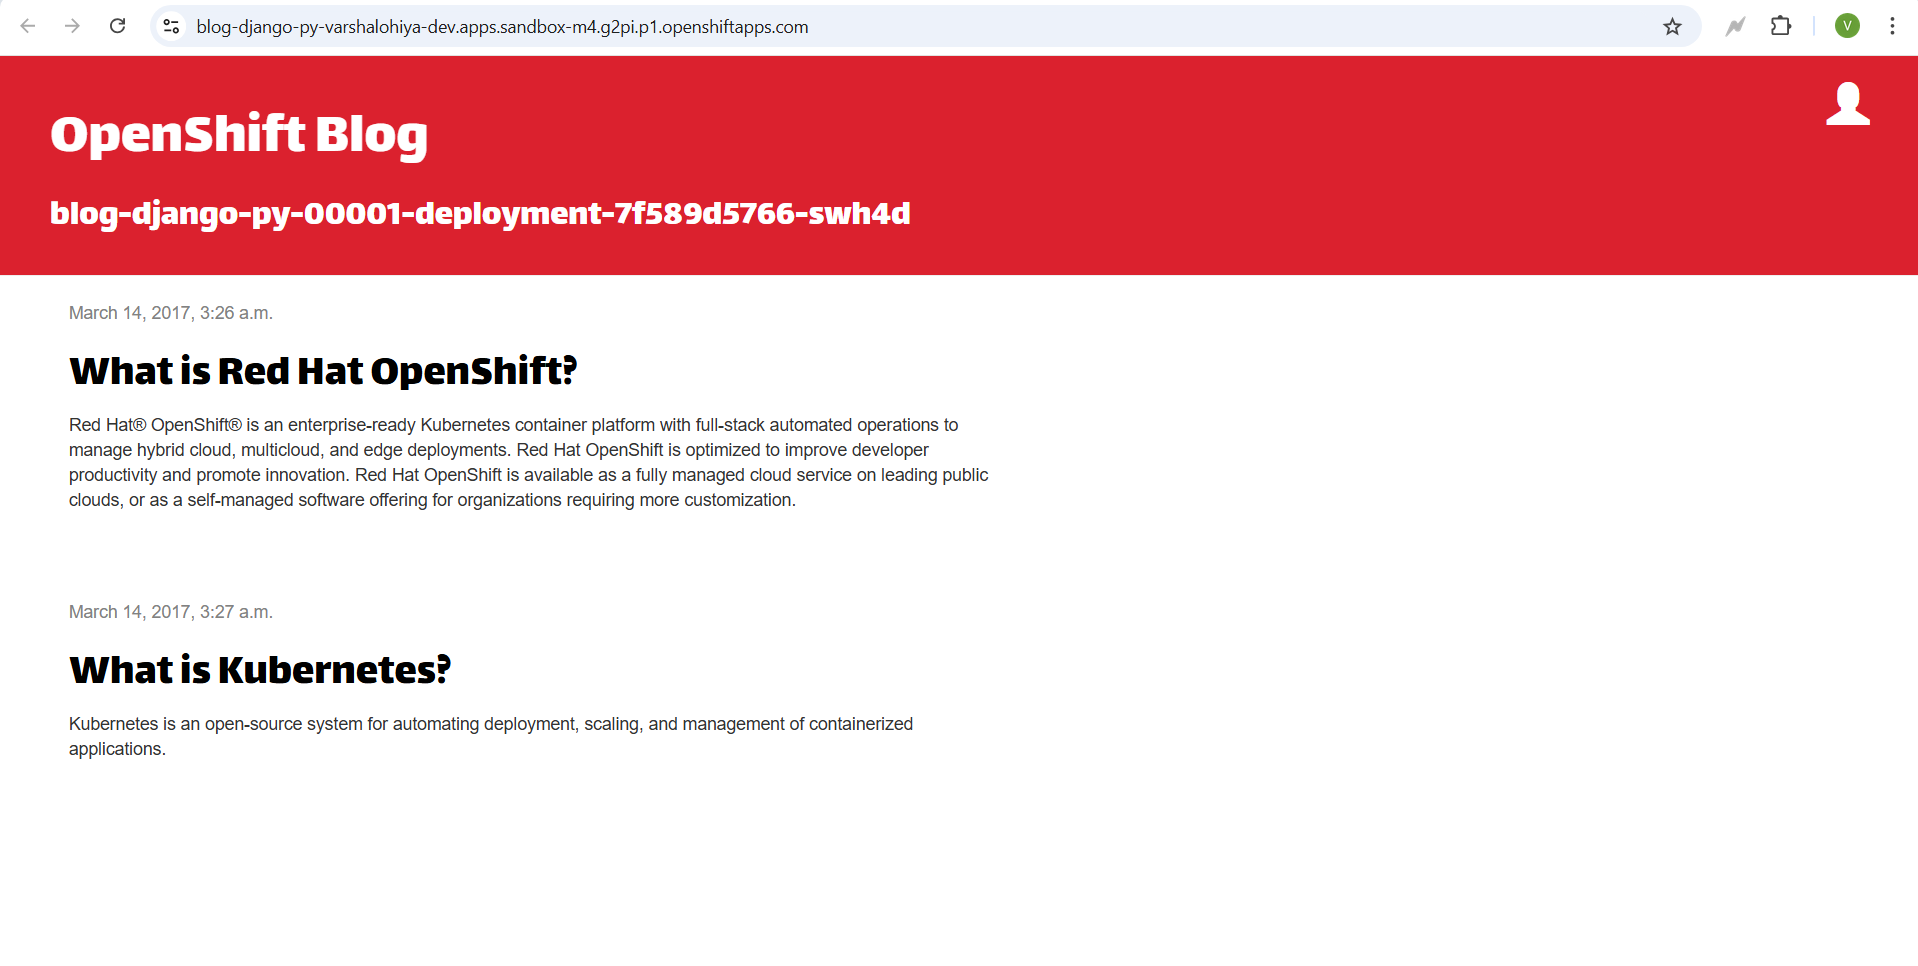 blog-django-py-varshalohiya-dev.apps.sandbox-m4.g2pi.p1.openshiftapps.com
V
OpenShift Blog
blog-django-py-00001-deployment-7f589d5766-swh4d
March 14, 2017, 3:26 a.m.
What is Red Hat OpenShift?
Red Hat® OpenShift® is an enterprise-ready Kubernetes container platform with full-stack automated operations to
manage hybrid cloud, multicloud, and edge deployments. Red Hat OpenShift is optimized to improve developer
productivity and promote innovation. Red Hat OpenShift is available as a fully managed cloud service on leading public
clouds, or as a self-managed software offering for organizations requiring more customization.
March 14, 2017, 3:27 a.m.
What is Kubernetes?
Kubernetes is an open-source system for automating deployment, scaling, and management of containerized
applications.